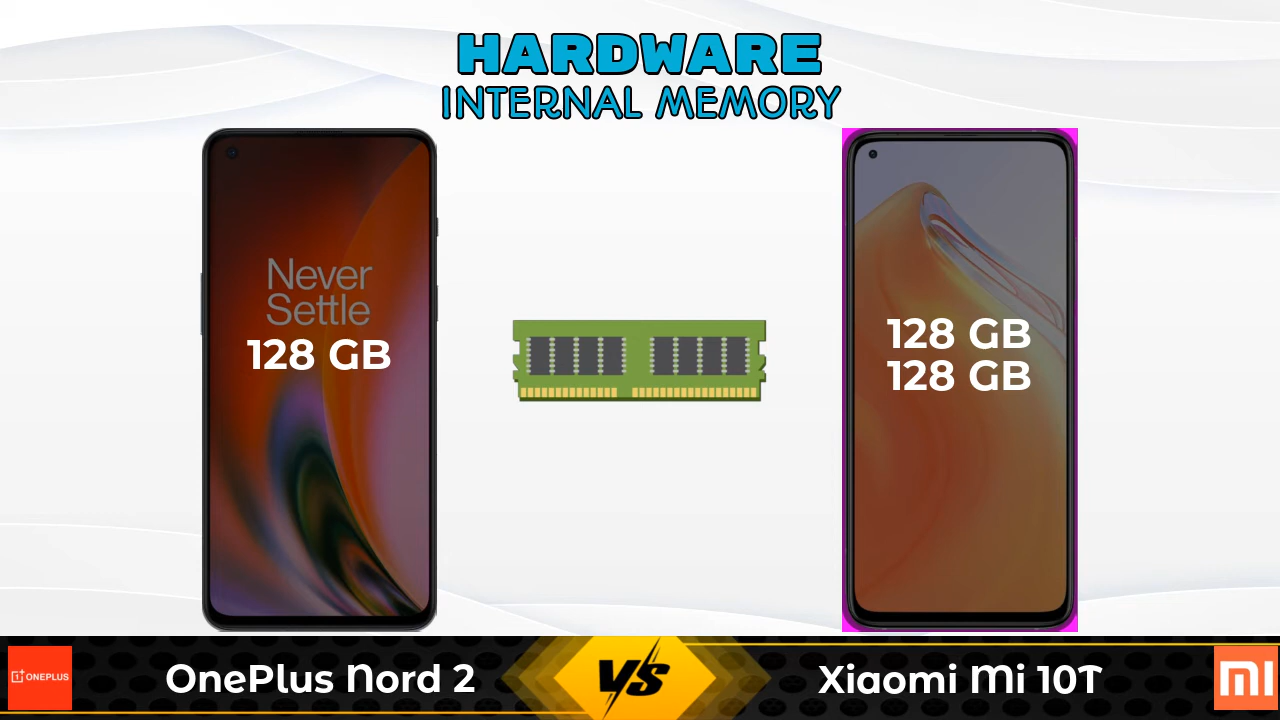 HARDWARE
INTERNAL MEMORY
Never
Settle
128 GB
128 GB
128 GB
ONEPLUS
OnePlus Nord 2
VS
Xiaomi Mi 10T
MI